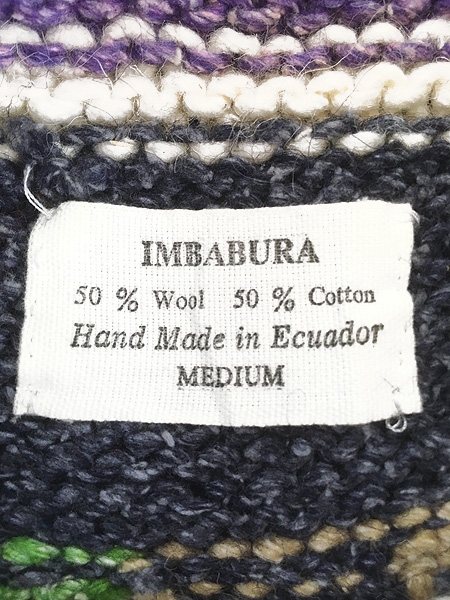 IMBABURA
50 % Wool 50 % Cotton
Hand Made in Ecuador
MEDIUM